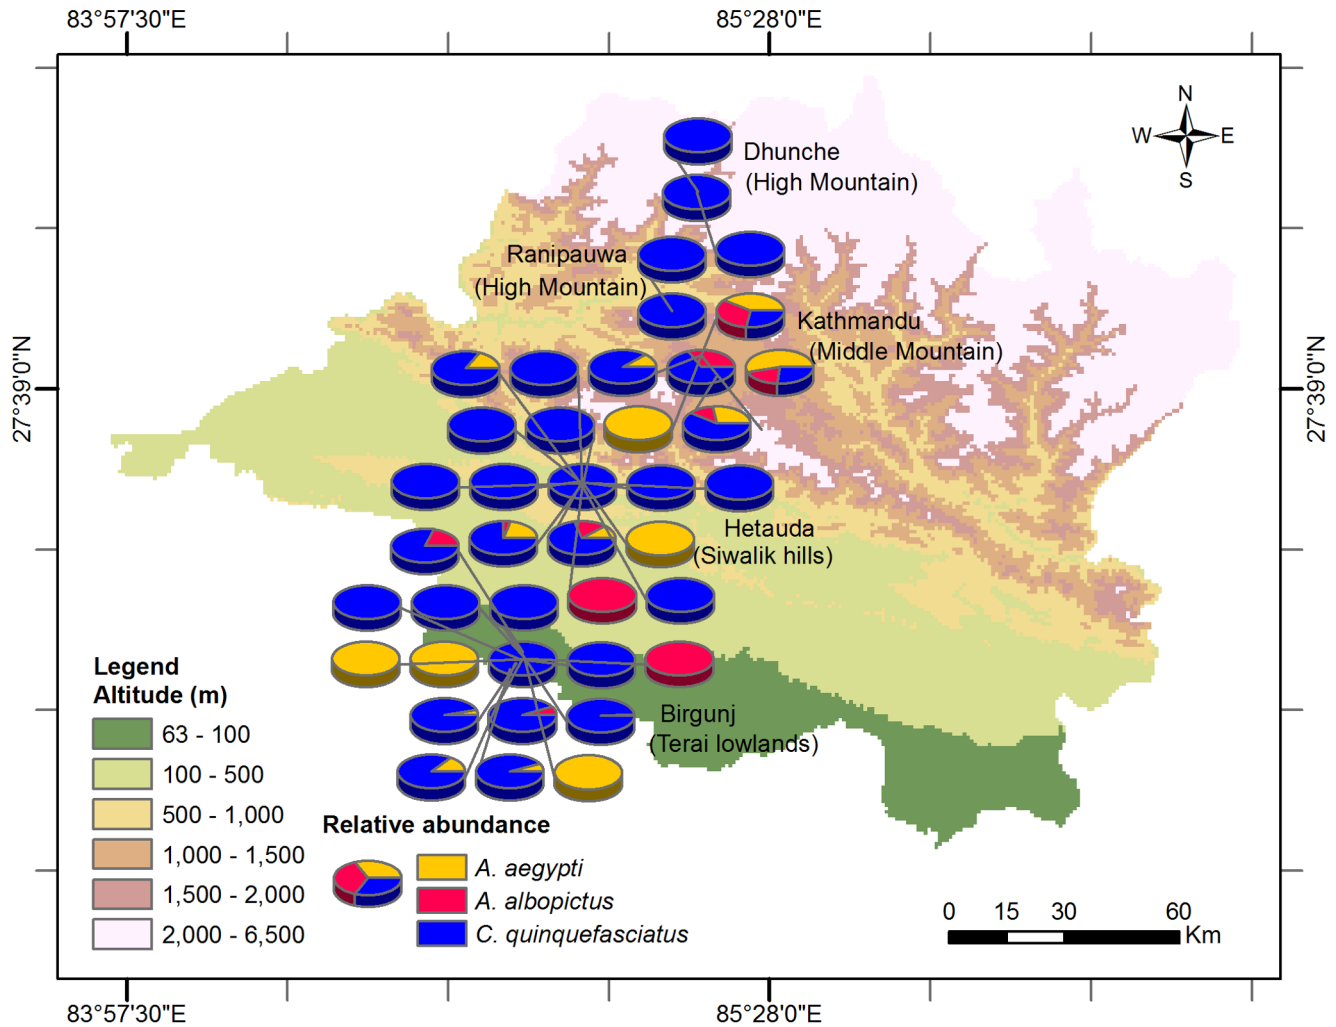 83°57'30"E
85°28'0"E
N
W E
S
Dhunche
(High Mountain)
Ranipauwa
(High Mountain)
Kathmandu
(Middle Mountain)
27°39'0"N
27°39'0"N
Hetauda
(Siwalik hills)
Birgunj
(Terai lowlands)
Legend
Altitude (m)
63 - 100
100 - 500
500 - 1,000
1,000 - 1,500
1,500 - 2,000
2,000 - 6,500
Relative abundance
A. aegypti
A. albopictus
C. quinquefasciatus
0 15 30 60
Km
83°57'30"E
85°28'0"E